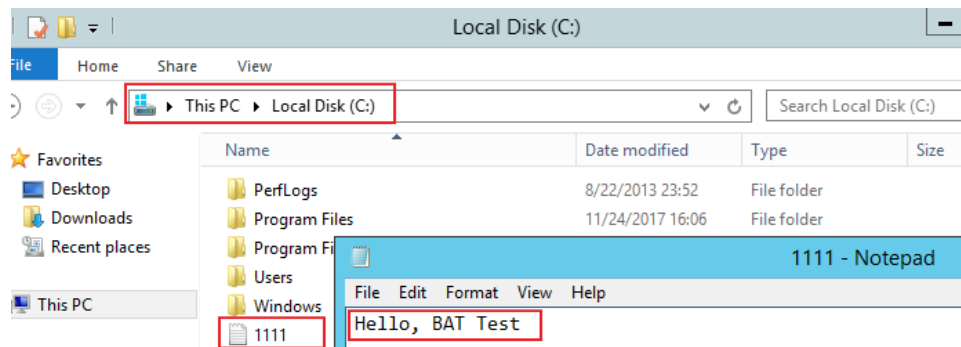 Local Disk (C:)
File Home Share View
This PC Local Disk (C:) Search Local Disk (C:)
Favorites
Desktop
Downloads
Recent places
This PC
Name Date modified Type Size
PerfLogs 8/22/2013 23:52 File folder
Program Files 11/24/2017 16:06 File folder
Program Fi
Users
Windows
1111
1111 - Notepad
File Edit Format View Help
Hello, BAT Test